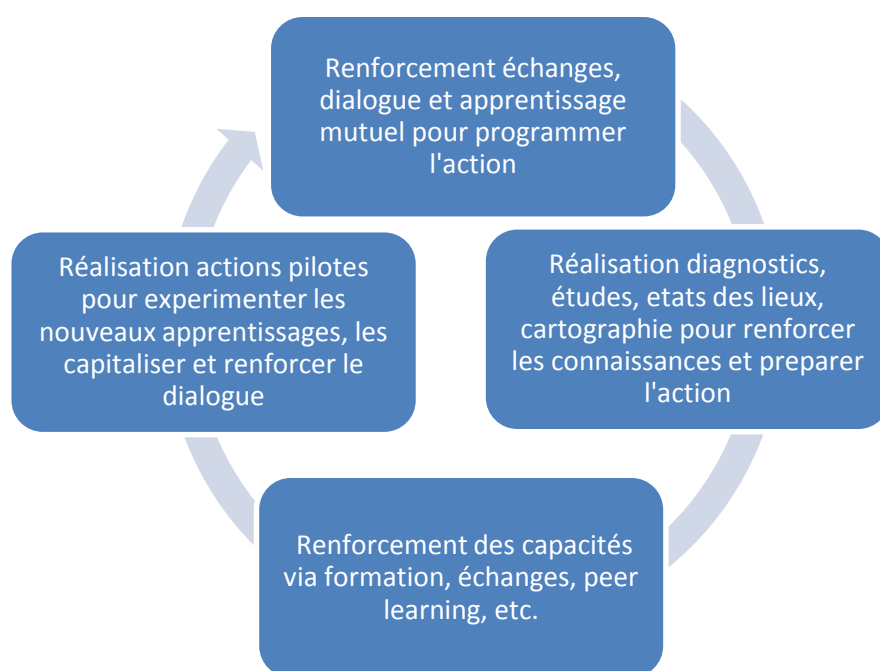 Renforcement échanges,
dialogue et apprentissage
mutuel pour programmer
l'action
Réalisation diagnostics,
études, etats des lieux,
cartographie pour renforcer
les connaissances et preparer
l'action
Renforcement des capacités
via formation, échanges, peer
learning, etc.
Réalisation actions pilotes
pour experimenter les
nouveaux apprentissages, les
capitaliser et renforcer le
dialogue